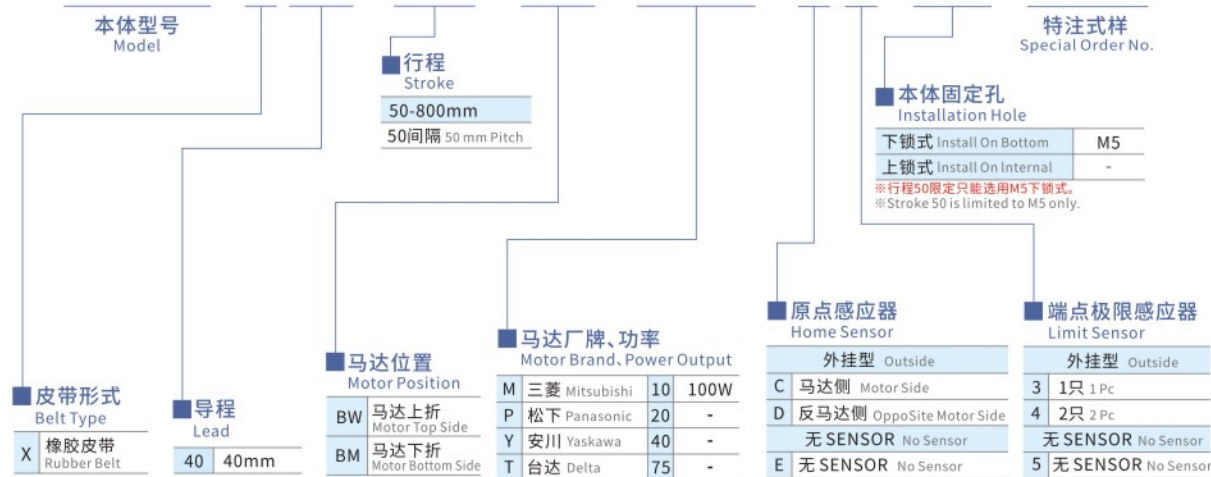 本体型号
Model
特注式样
Special Order No.
行程
Stroke
50-800mm
50间隔 50 mm Pitch
本体固定孔
Installation Hole
下锁式 Install On Bottom M5
上锁式 Install On Internal -
※行程50限定只能选用M5下锁式。
※Stroke 50 is limited to M5 only.
皮带形式
Belt Type
X 橡胶皮带
Rubber Belt
导程
Lead
40 40mm
马达位置
Motor Position
BW 马达上折
Motor Top Side
BM 马达下折
Motor Bottom Side
马达厂牌、功率
Motor Brand、Power Output
M 三菱 Mitsubishi 10 100W
P 松下 Panasonic 20 -
Y 安川 Yaskawa 40 -
T 台达 Delta 75 -
原点感应器
Home Sensor
外挂型 Outside
C 马达侧 Motor Side
D 反马达侧 OppoSite Motor Side
无 SENSOR No Sensor
E 无 SENSOR No Sensor
端点极限感应器
Limit Sensor
外挂型 Outside
3 1只 1 Pc
4 2只 2 Pc
无 SENSOR No Sensor
5 无 SENSOR No Sensor